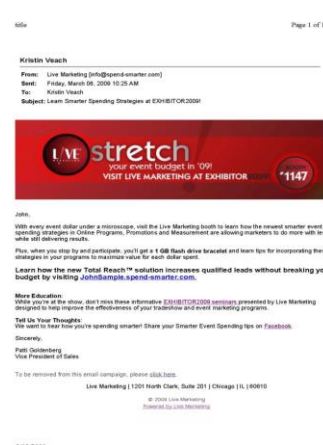 title Page 1 of 1
Kristin Veach
From: Live Marketing [info@spend-smarter.com]
Sent: Friday, March 06, 2009 10:25 AM
To: Kristin Veach
Subject: Learn Smarter Spending Strategies at EXHIBITOR2009!
L!VE stretch
MARKETING your event budget in '09!
VISIT LIVE MARKETING AT EXHIBITOR2009!
BOOTH
#1147
John,
With every event dollar under a microscope, visit the Live Marketing booth to learn how the newest smarter event
spending strategies in Online Programs, Promotions and Measurement are allowing marketers to do more with less
while still delivering results.
Plus, when you stop by and participate, you'll get a 1 GB flash drive bracelet and learn tips for incorporating these
strategies in your programs to maximize value for each dollar spent.
Learn how the new Total Reach™ solution increases qualified leads without breaking your
budget by visiting JohnSample.spend-smarter.com.
More Education:
While you're at the show, don't miss these informative EXHIBITOR2009 seminars presented by Live Marketing
designed to help improve the effectiveness of your tradeshow and event marketing programs.
Tell Us Your Thoughts:
We want to hear how you're spending smarter! Share your Smarter Event Spending tips on Facebook.
Sincerely,
Patti Goldenberg
Vice President of Sales
To be removed from this email campaign, please click here.
Live Marketing | 1201 North Clark, Suite 201 | Chicago | IL | 60610
© 2009 Live Marketing
Powered by Live Marketing